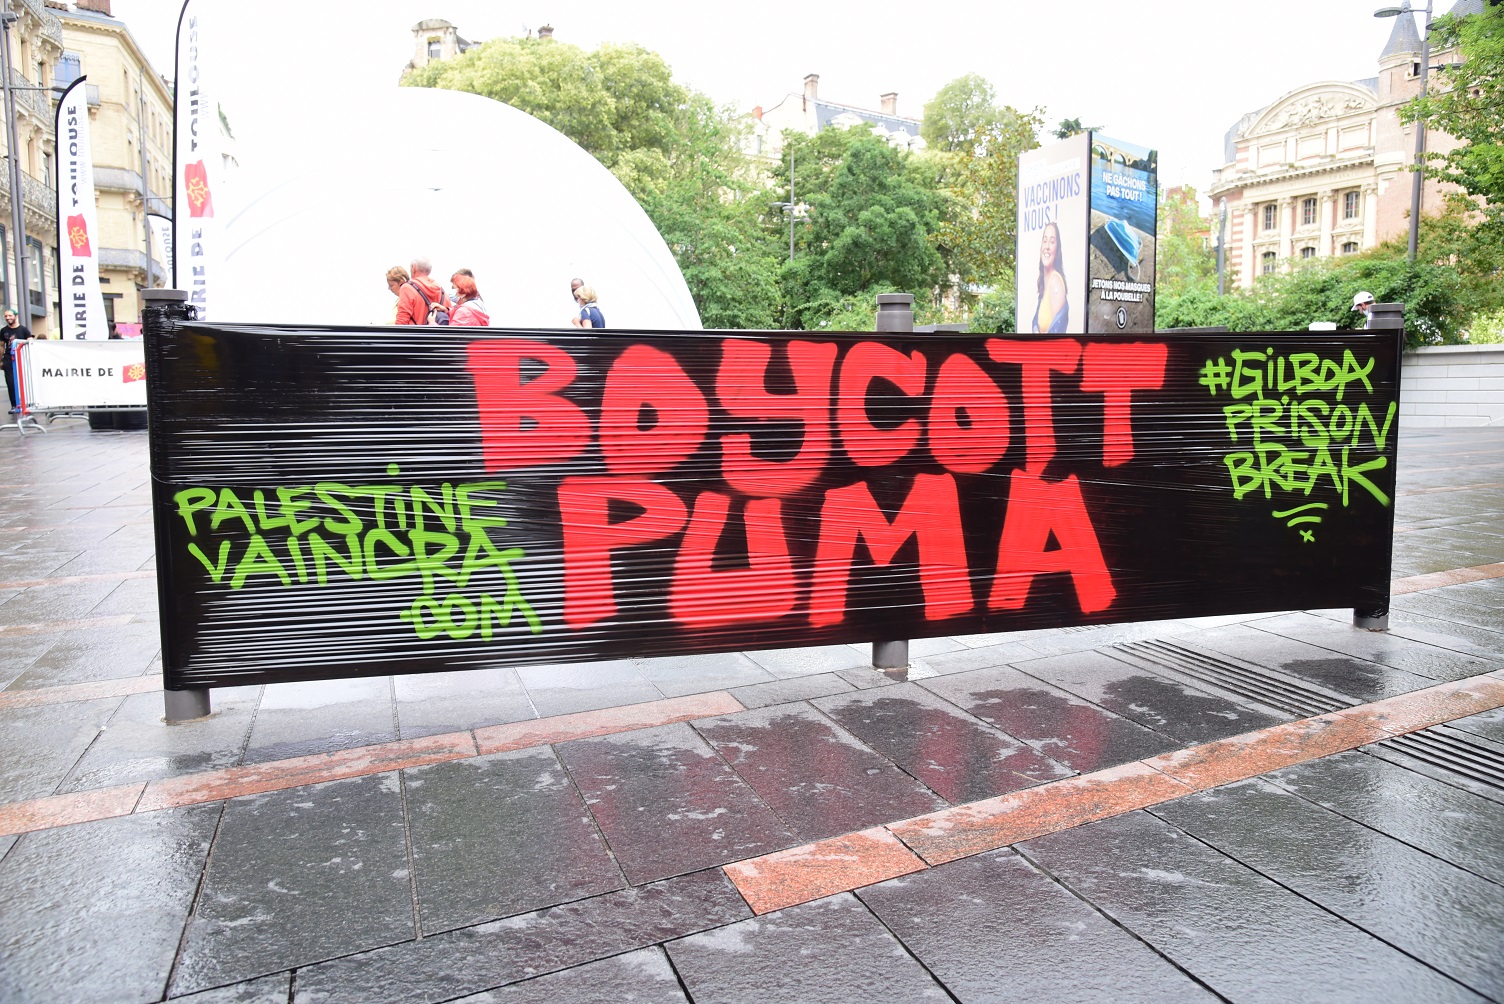 BOYCOTT
PUMA
PALESTINE
VAINCRA
.COM
#GILBOA
PRISON
BREAK
MAIRIE DE TOULOUSE
MAIRIE DE TOULOUSE
MAIRIE DE
VACCINONS
NOUS !
NE GÂCHONS
PAS TOUT !
JETONS NOS MASQUES
À LA POUBELLE !